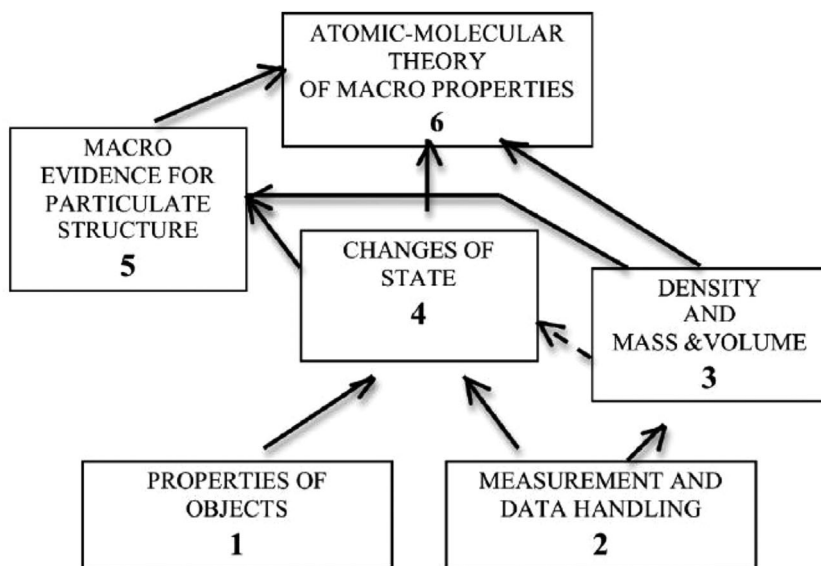 ATOMIC-MOLECULAR
THEORY
OF MACRO PROPERTIES
6
MACRO
EVIDENCE FOR
PARTICULATE
STRUCTURE
5
CHANGES OF
STATE
4
DENSITY
AND
MASS &VOLUME
3
PROPERTIES OF
OBJECTS
1
MEASUREMENT AND
DATA HANDLING
2